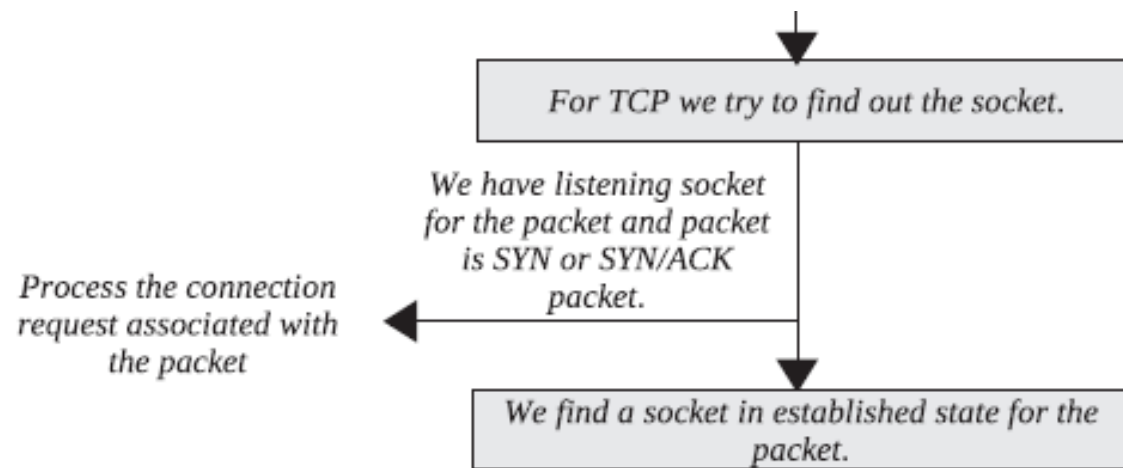 For TCP we try to find out the socket.
We have listening socket
for the packet and packet
is SYN or SYN/ACK
packet.
Process the connection
request associated with
the packet
We find a socket in established state for the
packet.